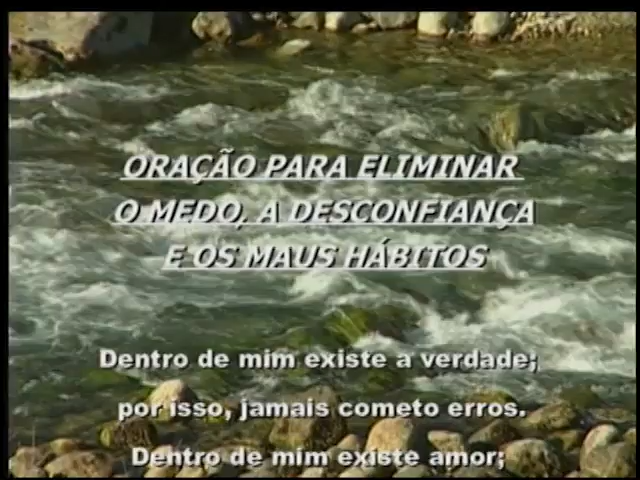 ORAÇÃO PARA ELIMINAR
O MEDO, A DESCONFIANÇA
E OS MAUS HÁBITOS
Dentro de mim existe a verdade;
por isso, jamais cometo erros.
Dentro de mim existe amor;